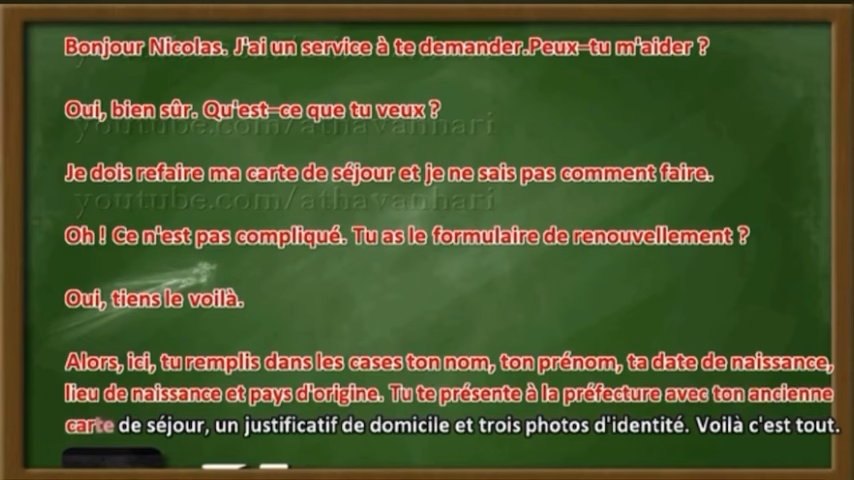 Bonjour Nicolas. J'ai un service à te demander.Peux-tu m'aider ?
Oui, bien sûr. Qu'est-ce que tu veux ?
youtube.com/athavanhari
Je dois refaire ma carte de séjour et je ne sais pas comment faire.
youtube.com/athavanhari
Oh ! Ce n'est pas compliqué. Tu as le formulaire de renouvellement ?
Oui, tiens le voilà.
Alors, ici, tu remplis dans les cases ton nom, ton prénom, ta date de naissance,
lieu de naissance et pays d'origine. Tu te présente à la préfecture avec ton ancienne
carte de séjour, un justificatif de domicile et trois photos d'identité. Voilà c'est tout.